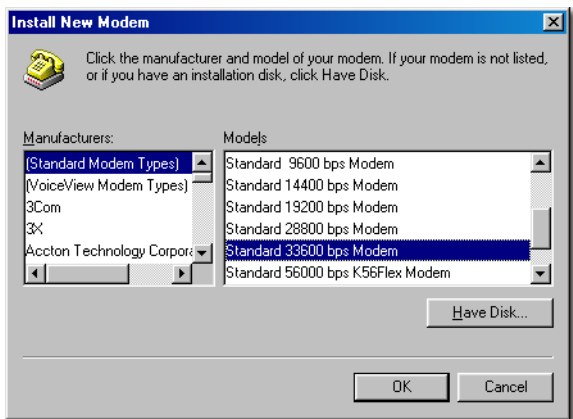 Install New Modem
Click the manufacturer and model of your modem. If your modem is not listed,
or if you have an installation disk, click Have Disk.
Manufacturers:
(Standard Modem Types)
(VoiceView Modem Types)
3Com
3X
Accton Technology Corpora
Models
Standard  9600 bps Modem
Standard 14400 bps Modem
Standard 19200 bps Modem
Standard 28800 bps Modem
Standard 33600 bps Modem
Standard 56000 bps K56Flex Modem
Have Disk...
OK
Cancel